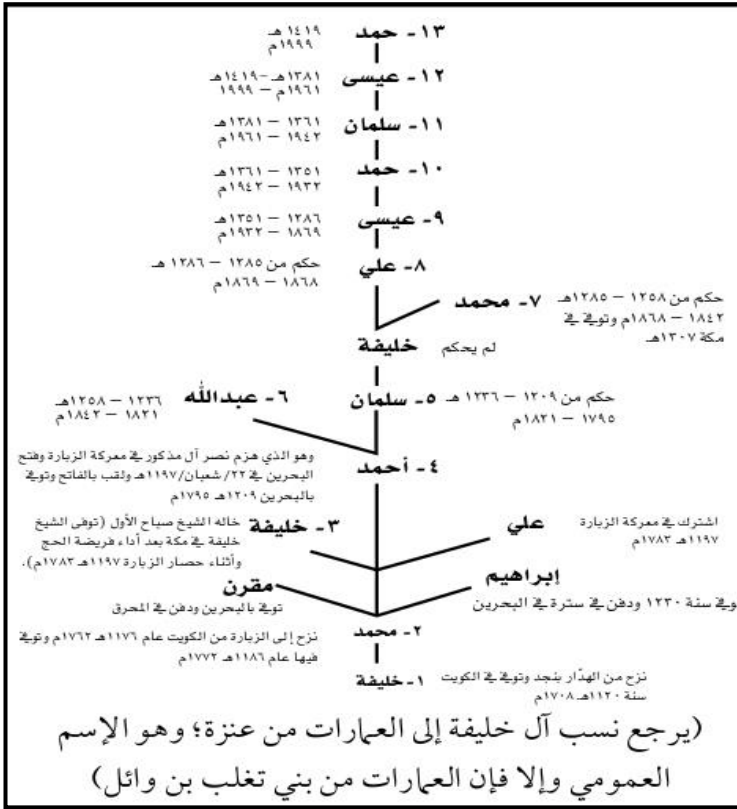 ١٣- حمد
١٤١٩ هـ
١٩٩٩م
١٢- عيسى
١٣٨١هـ -١٤١٩هـ
١٩٦١م – ١٩٩٩
١١- سلمان
١٣٦١ – ١٣٨١هـ
١٩٤٢ – ١٩٦١م
١٠- حمد
١٣٥١ – ١٣٦١هـ
١٩٣٢ – ١٩٤٢م
٩- عيسى
١٢٨٦ – ١٣٥١هـ
١٨٦٩ – ١٩٣٢م
٨- علي
حكم من ١٢٨٥ – ١٢٨٦ هـ
١٨٦٨ – ١٨٦٩م
٧- محمد
حكم من ١٢٥٨ – ١٢٨٥هـ
١٨٤٢ – ١٨٦٨م وتوفي في
مكة ١٣٠٧هـ
خليفة
لم يحكم
٥- سلمان
حكم من ١٢٠٩ – ١٢٣٦ هـ
١٧٩٥ – ١٨٢١م
٦- عبدالله
١٢٣٦ – ١٢٥٨هـ
١٨٢١ – ١٨٤٢م
٤- أحمد
وهو الذي هزم نصر آل مذكور في معركة الزبارة وفتح
البحرين في ٢٢/ شعبان/١١٩٧هـ ولقب بالفاتح وتوفي
بالبحرين ١٢٠٩هـ ١٧٩٥م
علي
اشترك في معركة الزبارة
١١٩٧هـ ١٧٨٣م
٣- خليفة
خاله الشيخ صباح الأول (توفى الشيخ
خليفة في مكة بعد أداء فريضة الحج
وأثناء حصار الزبارة ١١٩٧هـ ١٧٨٣م).
إبراهيم
توفي سنة ١٢٣٠ ودفن في سترة في البحرين
مقرن
توفي بالبحرين ودفن في المحرق
٢- محمد
نزح إلى الزبارة من الكويت عام ١١٧٦هـ ١٧٦٢م وتوفي
فيها عام ١١٨٦هـ ١٧٧٢م
١- خليفة
نزح من الهدّار بنجد وتوفي في الكويت
سنة ١١٢٠هـ ١٧٠٨م
(يرجع نسب آل خليفة إلى العمارات من عنزة؛ وهو الإسم
العمومي وإلا فإن العمارات من بني تغلب بن وائل)